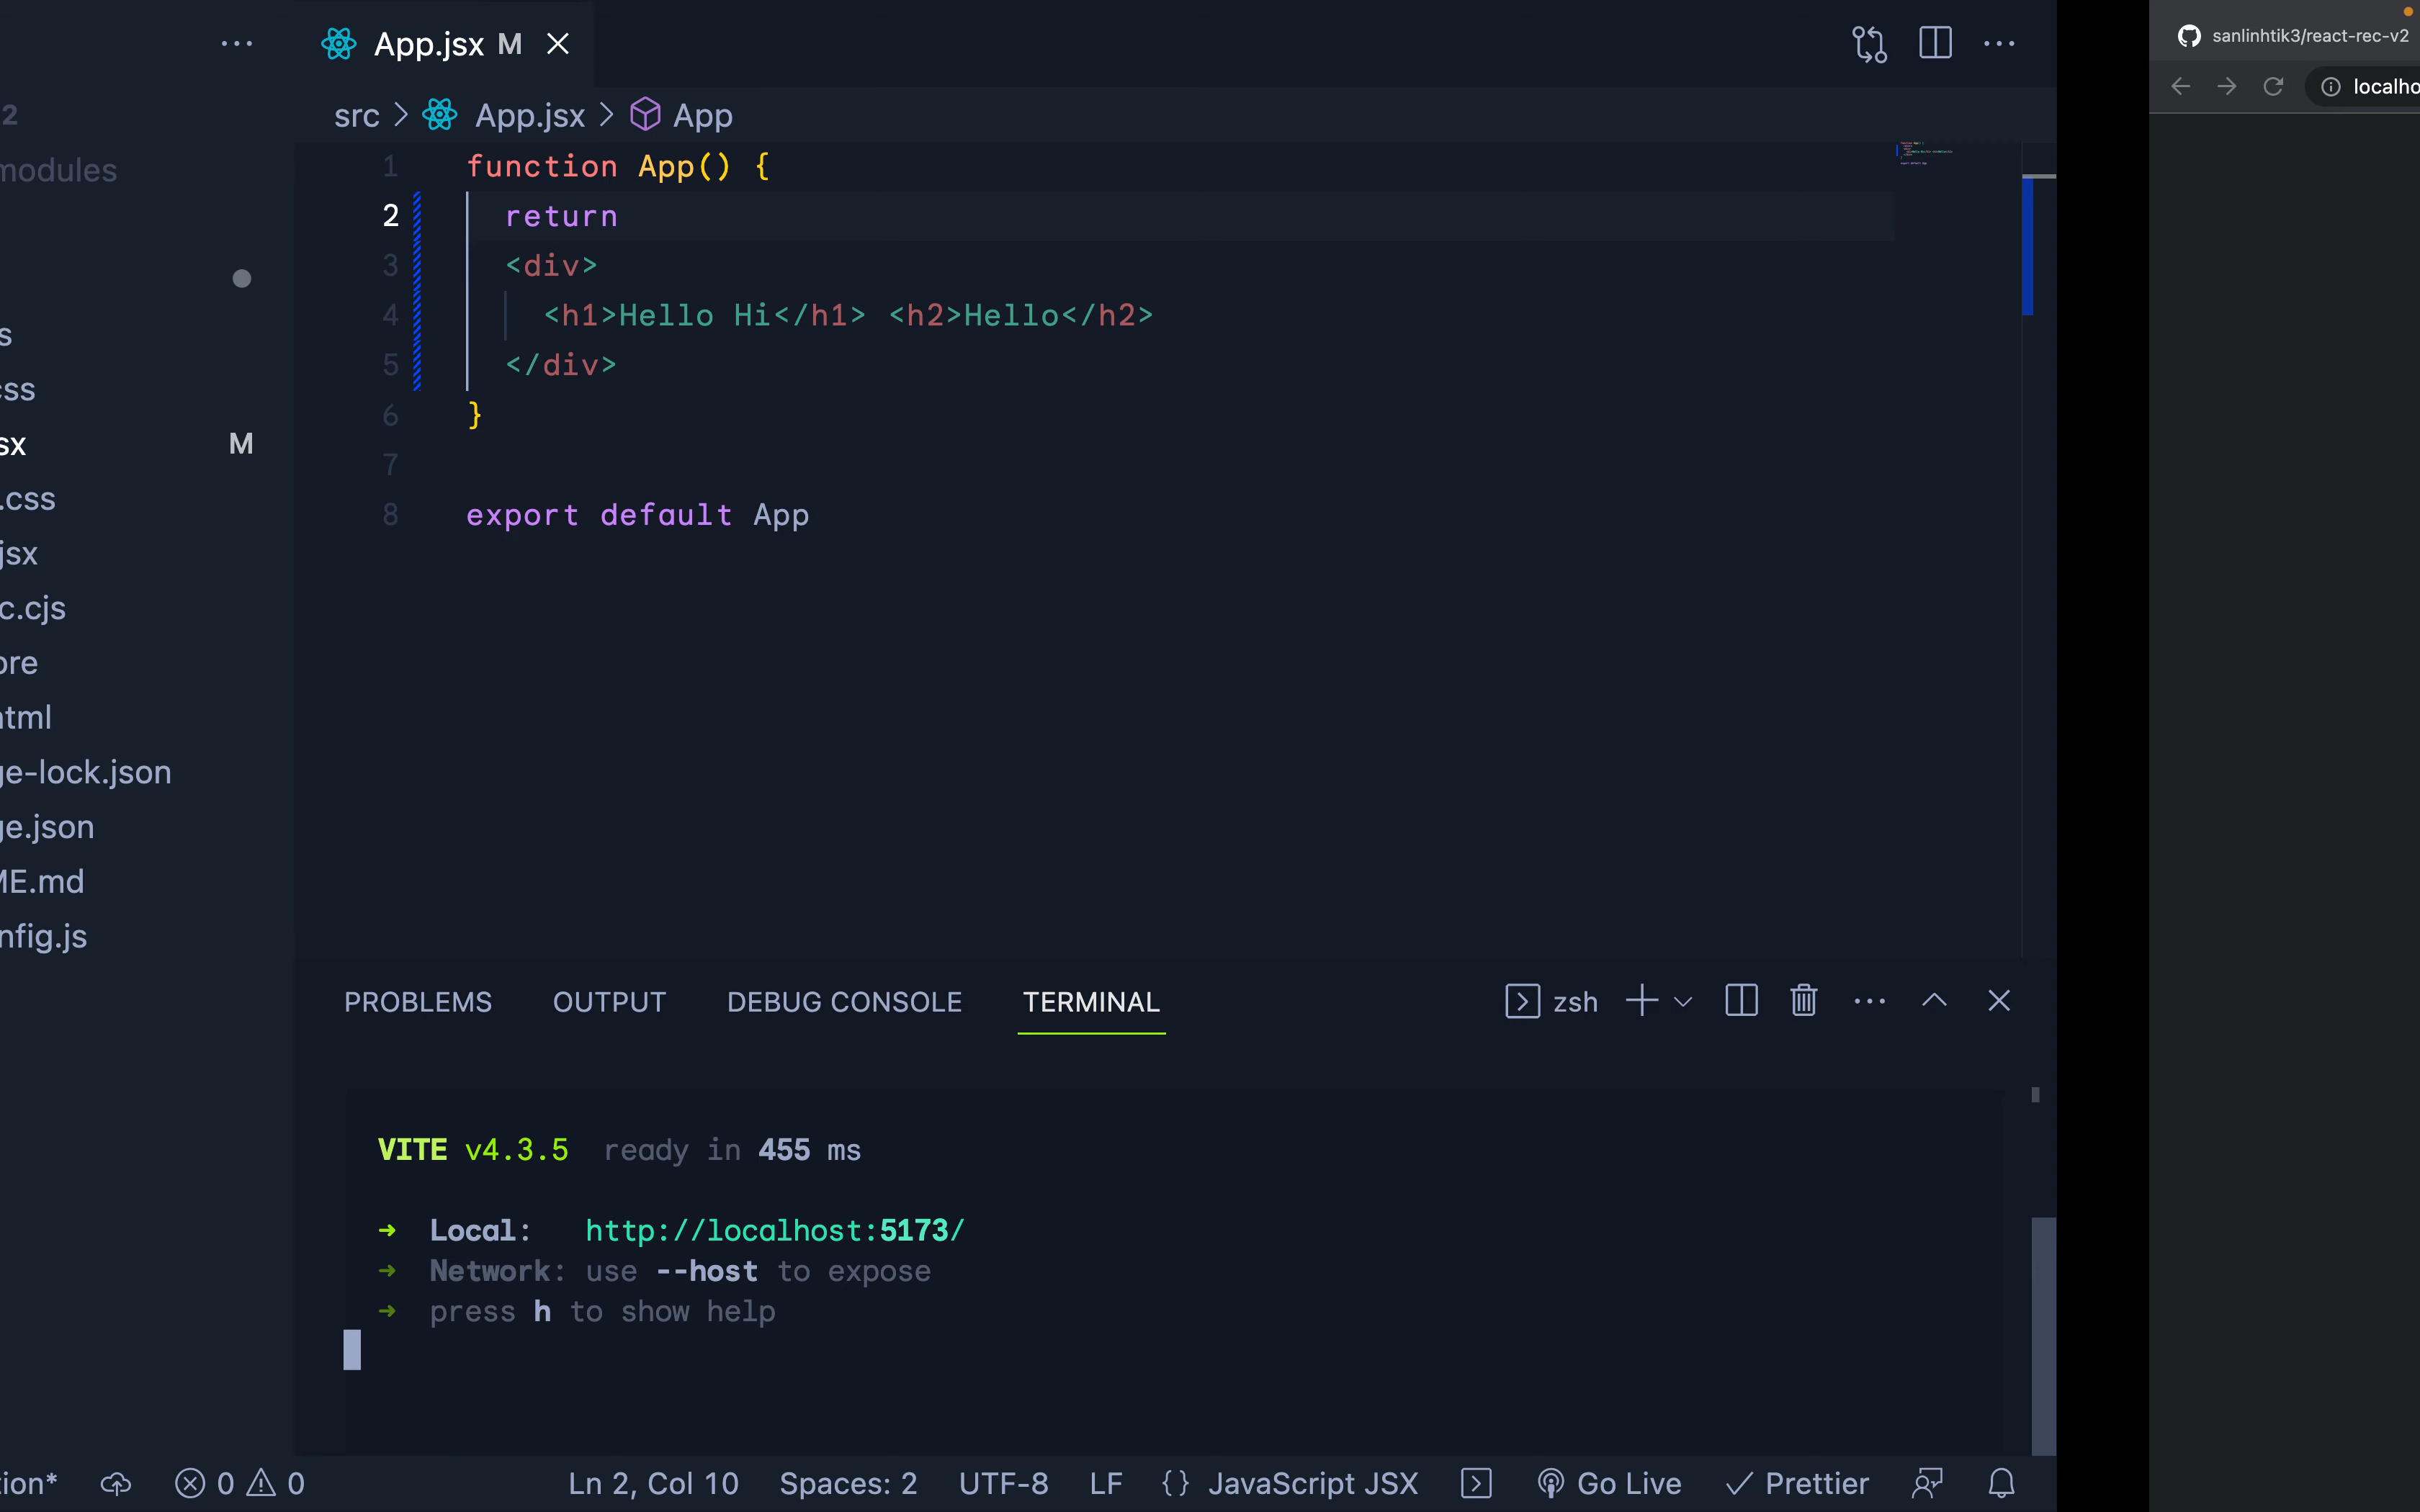 App.jsx M
sanlinhtik3/react-rec-v2
localho
2
src > App.jsx > App
modules
s
css
sx M
.css
jsx
c.cjs
ore
html
ge-lock.json
ge.json
ME.md
nfig.js
1 function App() {
2 return
3 <div>
4 <h1>Hello Hi</h1> <h2>Hello</h2>
5 </div>
6 }
7
8 export default App
PROBLEMS OUTPUT DEBUG CONSOLE TERMINAL zsh
VITE v4.3.5 ready in 455 ms
➜ Local: http://localhost:5173/
➜ Network: use --host to expose
➜ press h to show help
ion* 0 0 Ln 2, Col 10 Spaces: 2 UTF-8 LF {} JavaScript JSX Go Live Prettier